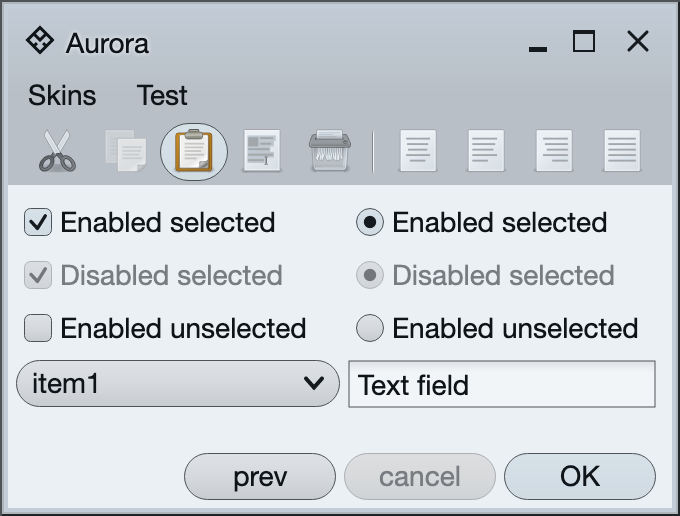 Aurora
Skins Test
Enabled selected Enabled selected
Disabled selected Disabled selected
Enabled unselected Enabled unselected
item1 Text field
prev cancel OK